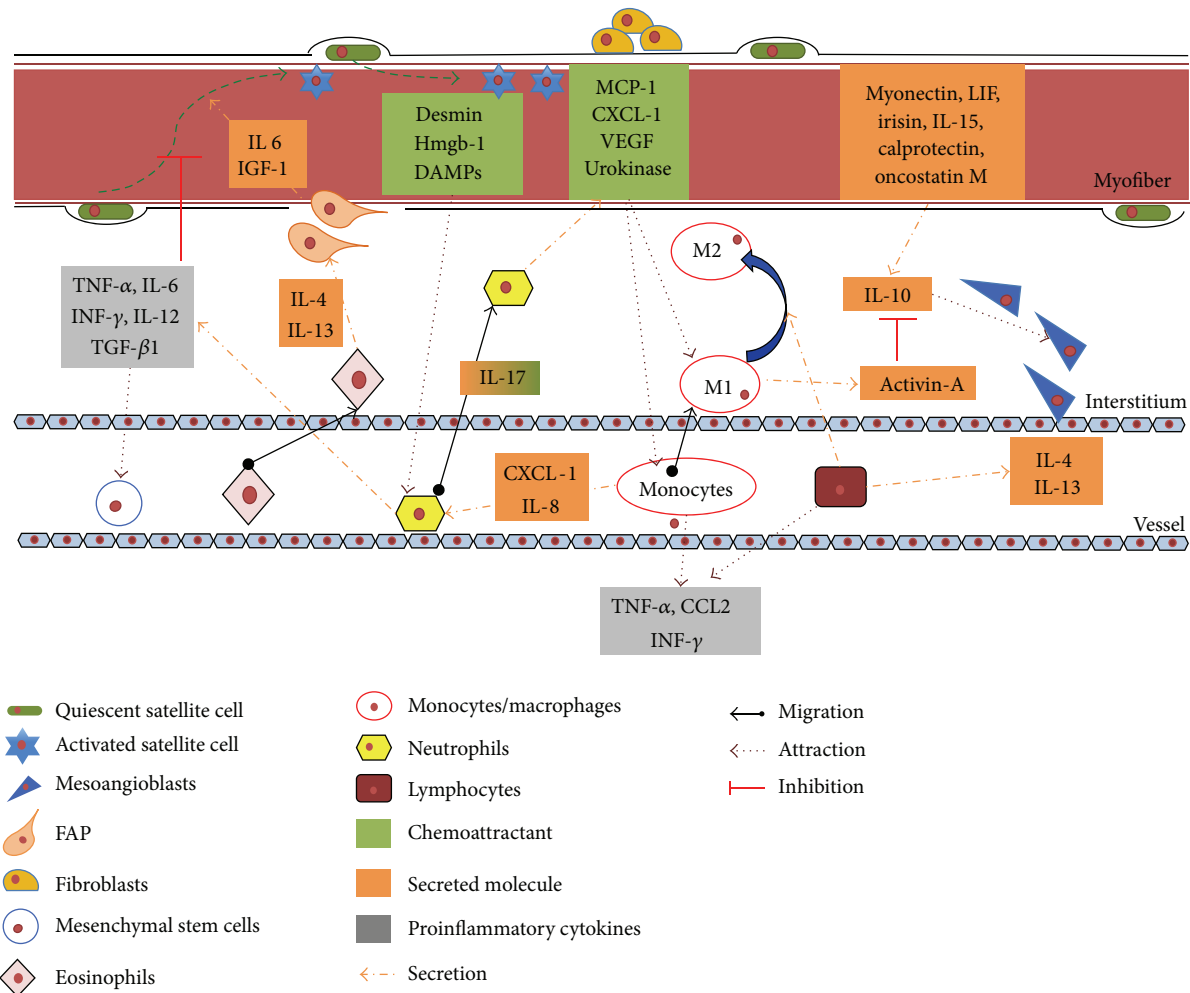 Desmin
Hmgb-1
DAMPs
MCP-1
CXCL-1
VEGF
Urokinase
Myonectin, LIF,
irisin, IL-15,
calprotectin,
oncostatin M
Myofiber
IL 6
IGF-1
TNF-α, IL-6
INF-γ, IL-12
TGF-β1
IL-4
IL-13
IL-17
M2
M1
IL-10
Activin-A
Interstitium
CXCL-1
IL-8
Monocytes
IL-4
IL-13
Vessel
TNF-α, CCL2
INF-γ
Quiescent satellite cell
Activated satellite cell
Mesoangioblasts
FAP
Fibroblasts
Mesenchymal stem cells
Eosinophils
Monocytes/macrophages
Neutrophils
Lymphocytes
Chemoattractant
Secreted molecule
Proinflammatory cytokines
Secretion
Migration
Attraction
Inhibition